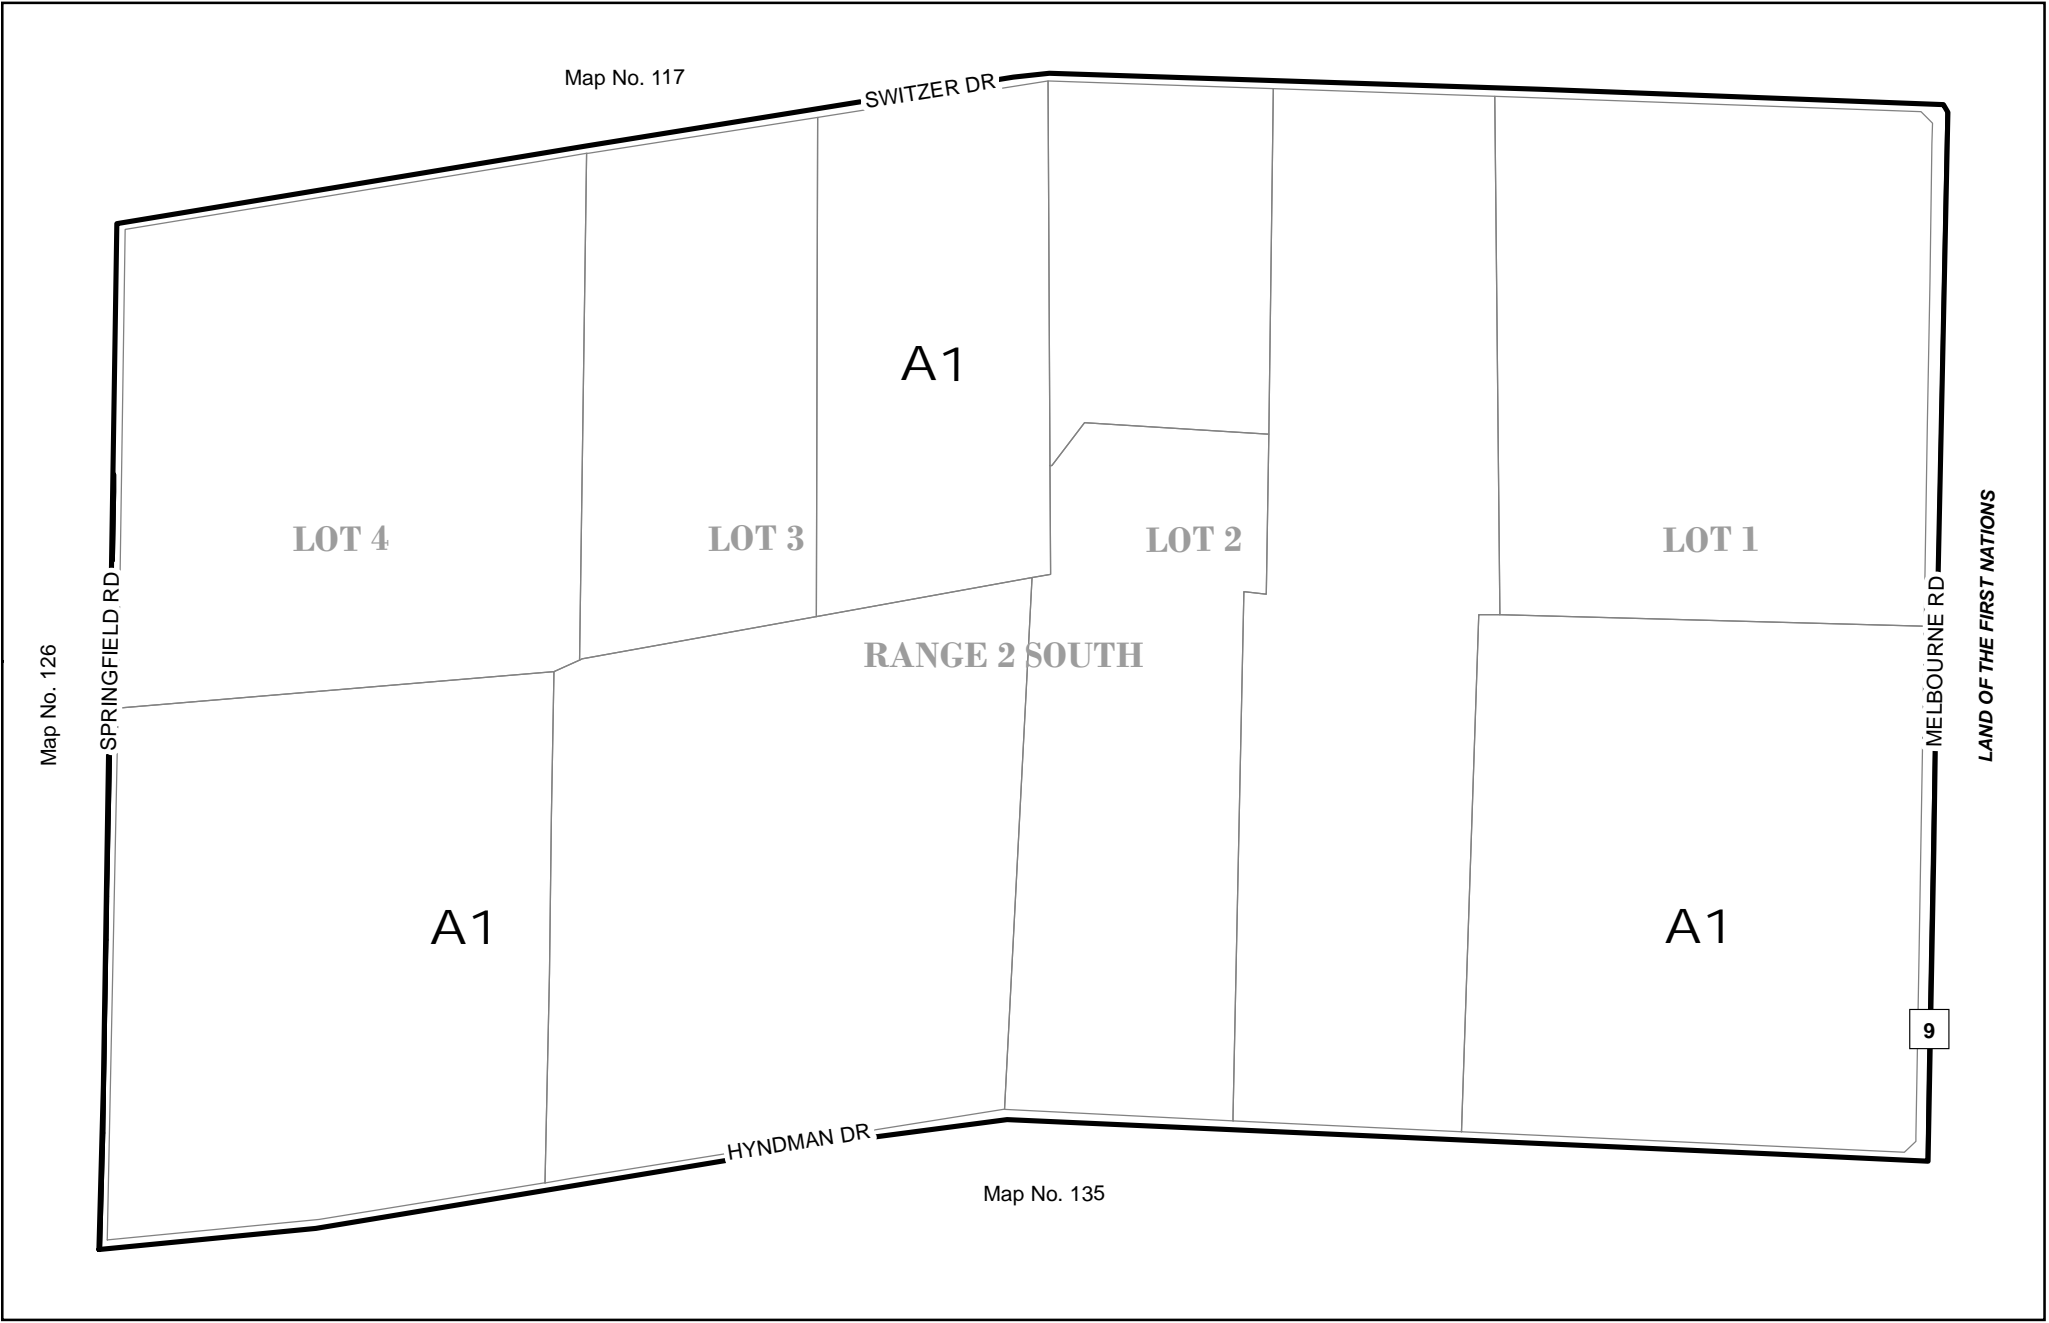 Map No. 117
SWITZER DR
A1
LOT 4
LOT 3
LOT 2
LOT 1
LAND OF THE FIRST NATIONS
SPRINGFIELD RD
MELBOURNE RD
Map No. 126
RANGE 2 SOUTH
A1
A1
9
HYNDMAN DR
Map No. 135